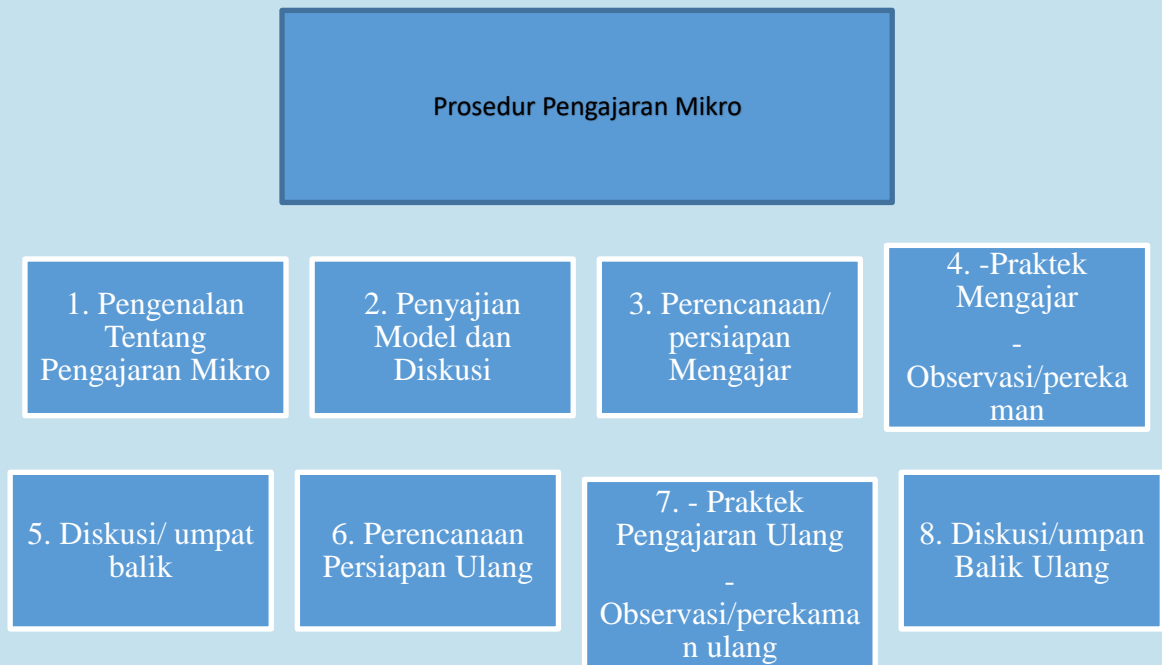 Prosedur Pengajaran Mikro
1. Pengenalan
Tentang
Pengajaran Mikro
2. Penyajian
Model dan
Diskusi
3. Perencanaan/
persiapan
Mengajar
4. -Praktek
Mengajar
-
Observasi/pereka
man
5. Diskusi/ umpat
balik
6. Perencanaan
Persiapan Ulang
7. - Praktek
Pengajaran Ulang
-
Observasi/perekama
n ulang
8. Diskusi/umpan
Balik Ulang